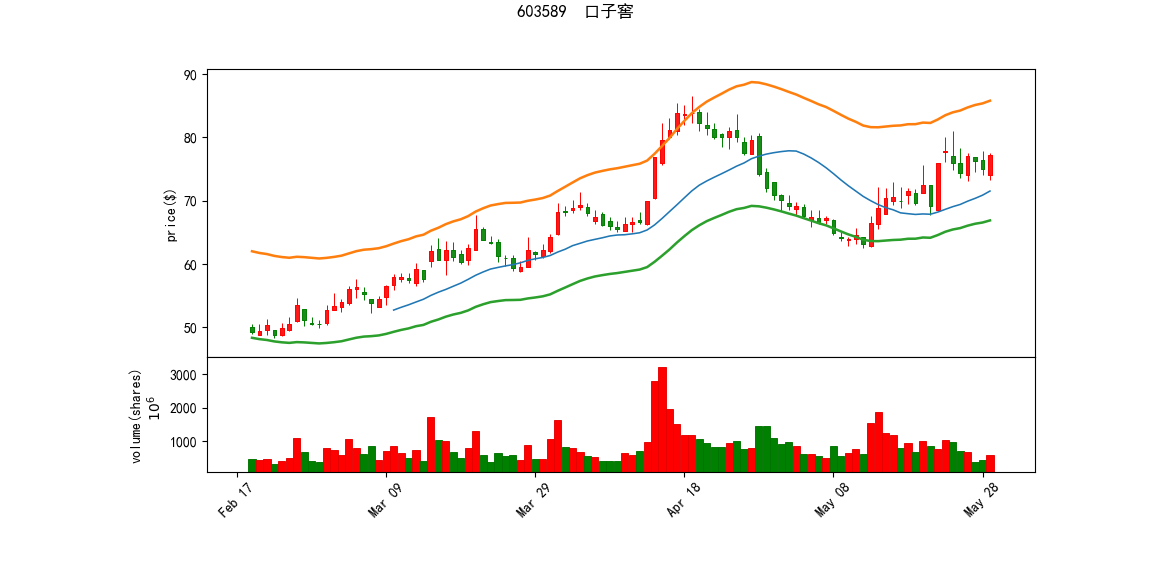 603589 口子窖
price($)
90
80
70
60
50
volume(shares)
10^6
3000
2000
1000
Feb 17
Mar 09
Mar 29
Apr 18
May 08
May 28